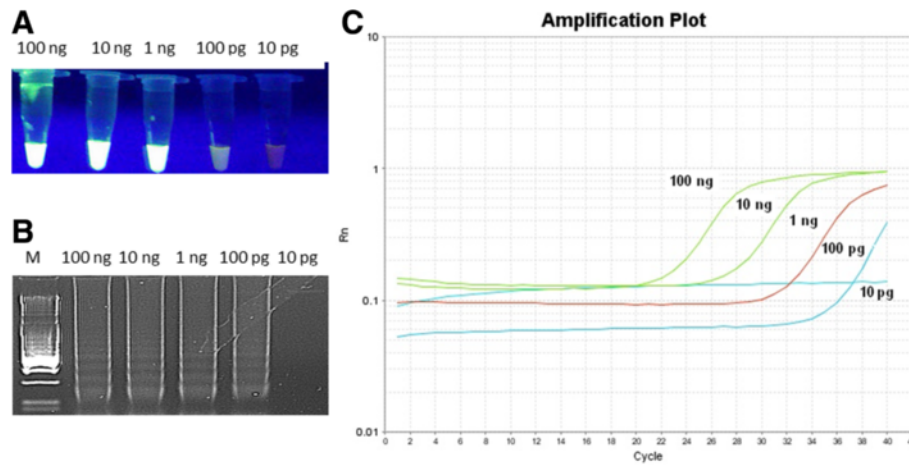 A
100 ng 10 ng 1 ng 100 pg 10 pg
B
M 100 ng 10 ng 1 ng 100 pg 10 pg
C
Amplification Plot
10
1
0.1
0.01
Rn
100 ng
10 ng
1 ng
100 pg
10 pg
0 2 4 6 8 10 12 14 16 18 20 22 24 26 28 30 32 34 36 38 40
Cycle